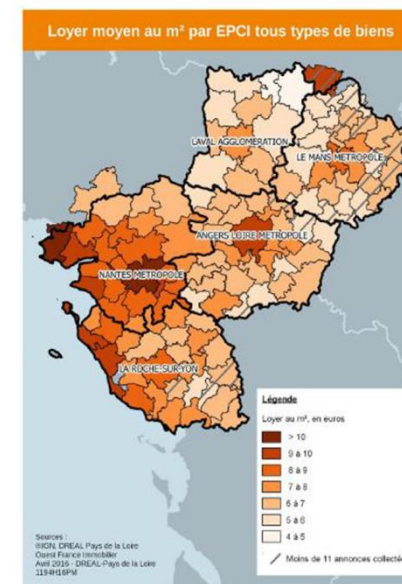 Loyer moyen au m² par EPCI tous types de biens
LAVAL AGGLOMERATION
LE MANS METROPOLE
ANGERS LOIRE METROPOLE
NANTES METROPOLE
LA ROCHE-SUR-YON
Légende
Loyer au m², en euros
> 10
9 à 10
8 à 9
7 à 8
6 à 7
5 à 6
4 à 5
Moins de 11 annonces collecté
Sources :
®IGN, DREAL Pays de la Loire
Ouest France Immobilier
Avril 2016 - DREAL-Pays de la Loire
1194H16PM